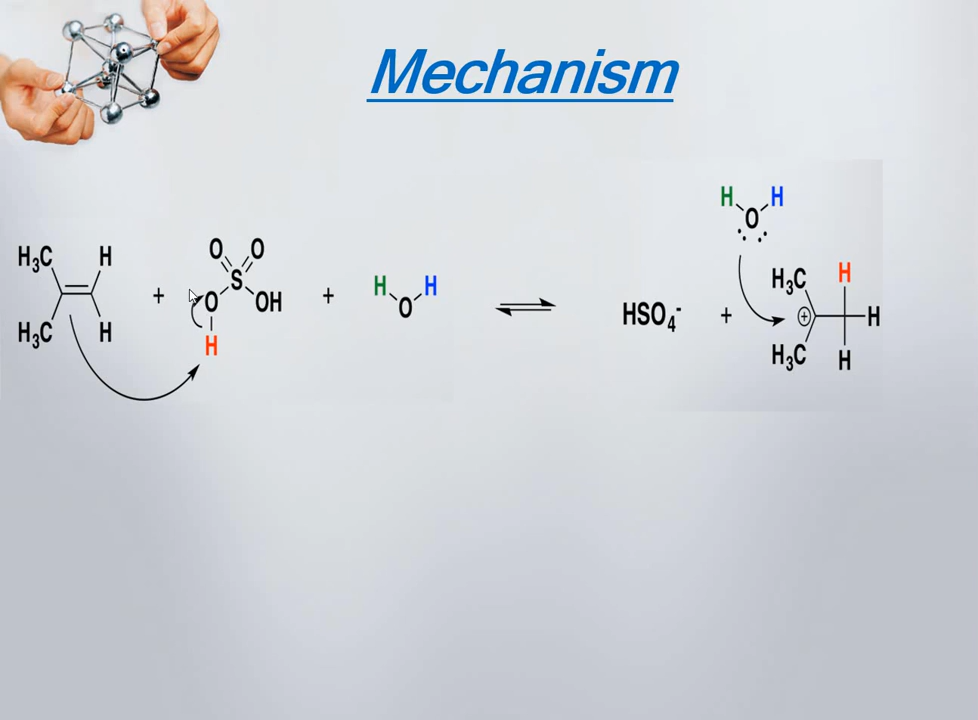 Mechanism
H₃C H
H₃C H
+
O O
S
O OH
H
+
H H
O
HSO₄⁻
+
H H
O
H₃C H
⊕ H
H₃C H